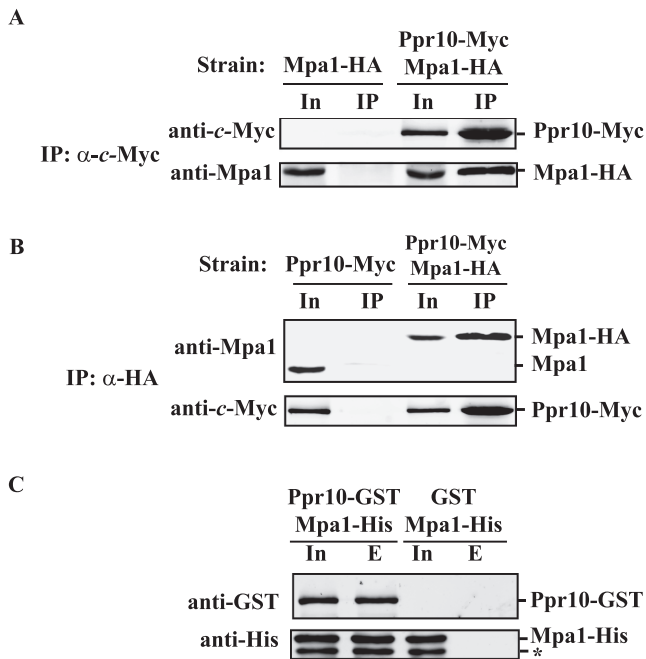 A
Strain: Mpa1-HA Ppr10-Myc Mpa1-HA
In IP In IP
IP: α-c-Myc
anti-c-Myc Ppr10-Myc
anti-Mpa1 Mpa1-HA
B
Strain: Ppr10-Myc Ppr10-Myc Mpa1-HA
In IP In IP
IP: α-HA
anti-Mpa1 Mpa1-HA
Mpa1
anti-c-Myc Ppr10-Myc
C
Ppr10-GST GST
Mpa1-His Mpa1-His
In E In E
anti-GST Ppr10-GST
anti-His Mpa1-His
*